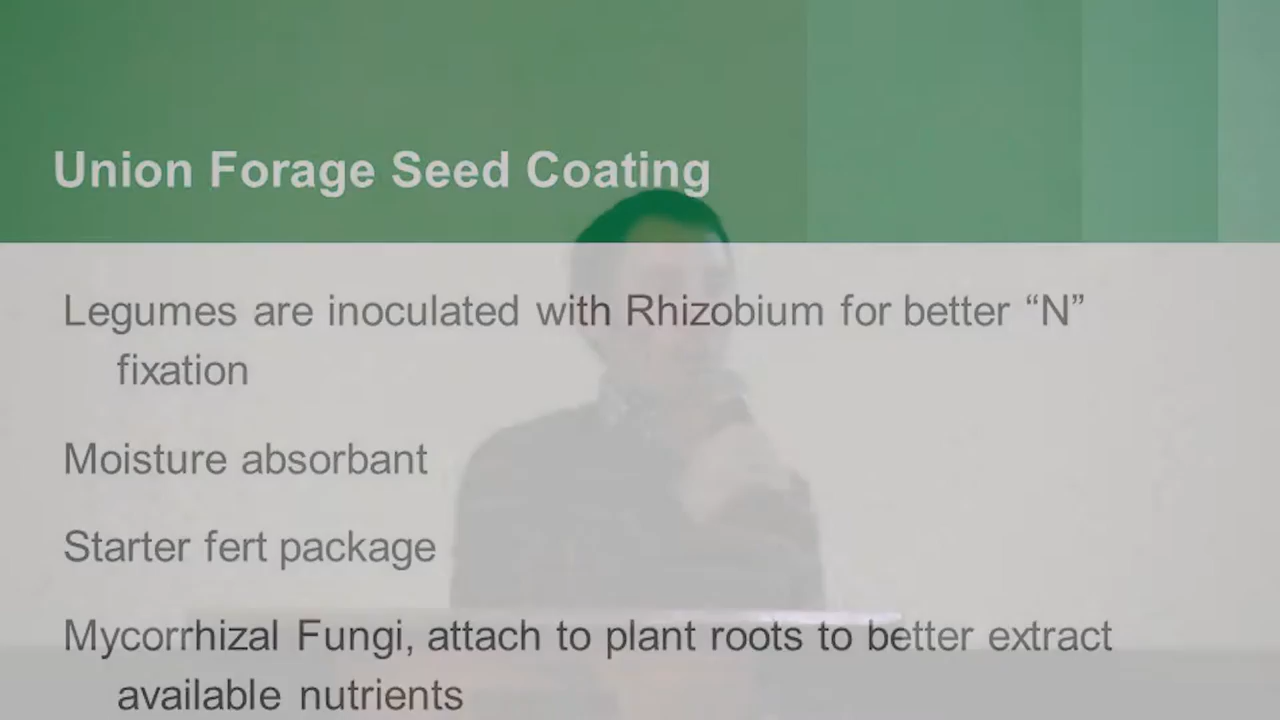 Union Forage Seed Coating
Legumes are inoculated with Rhizobium for better “N”
fixation
Moisture absorbant
Starter fert package
Mycorrhizal Fungi, attach to plant roots to better extract
available nutrients